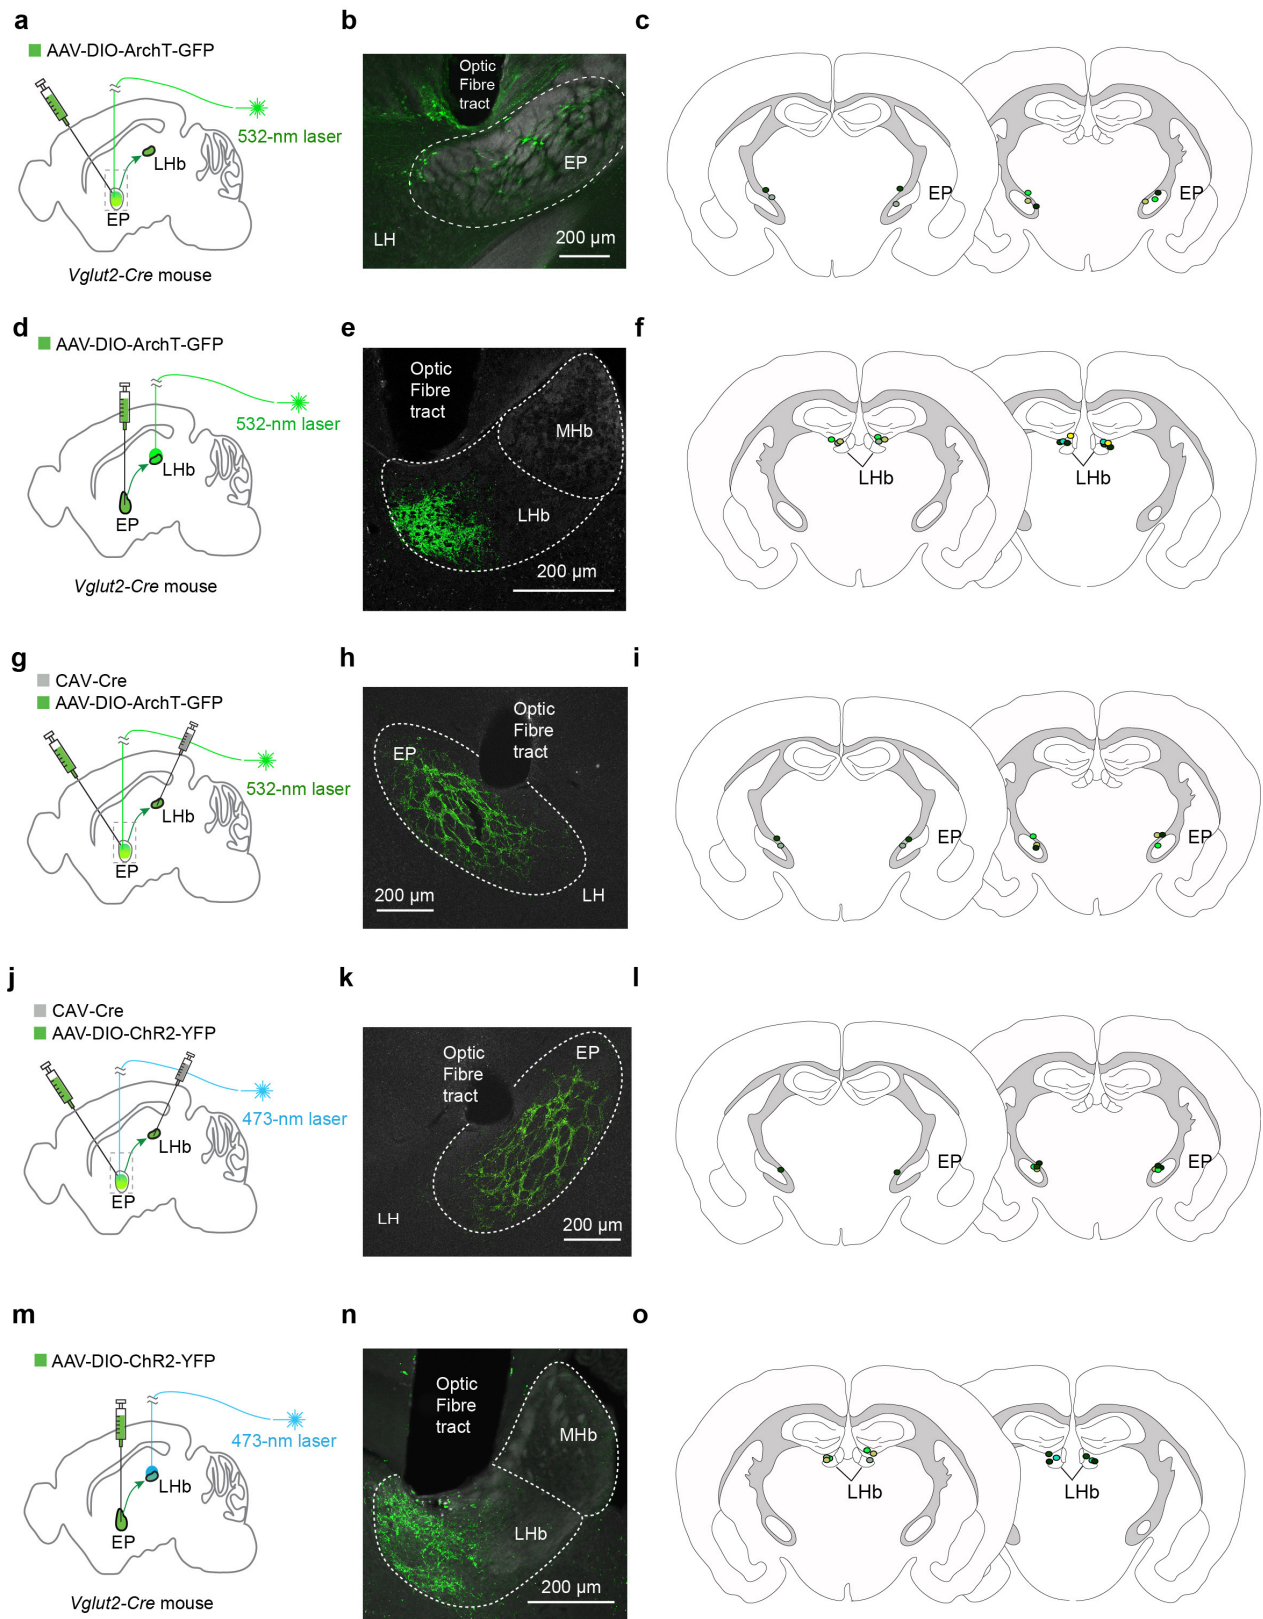 a
AAV-DIO-ArchT-GFP
532-nm laser
LHb
EP
Vglut2-Cre mouse
b
Optic
Fibre
tract
EP
LH
200 µm
c
EP
d
AAV-DIO-ArchT-GFP
532-nm laser
LHb
EP
Vglut2-Cre mouse
e
Optic
Fibre
tract
MHb
LHb
200 µm
f
LHb
LHb
g
CAV-Cre
AAV-DIO-ArchT-GFP
532-nm laser
LHb
EP
h
Optic
Fibre
tract
EP
200 µm
LH
i
EP
j
CAV-Cre
AAV-DIO-ChR2-YFP
473-nm laser
LHb
EP
k
Optic
Fibre
tract
EP
LH
200 µm
l
EP
m
AAV-DIO-ChR2-YFP
473-nm laser
LHb
EP
Vglut2-Cre mouse
n
Optic
Fibre
tract
MHb
LHb
200 µm
o
LHb
LHb